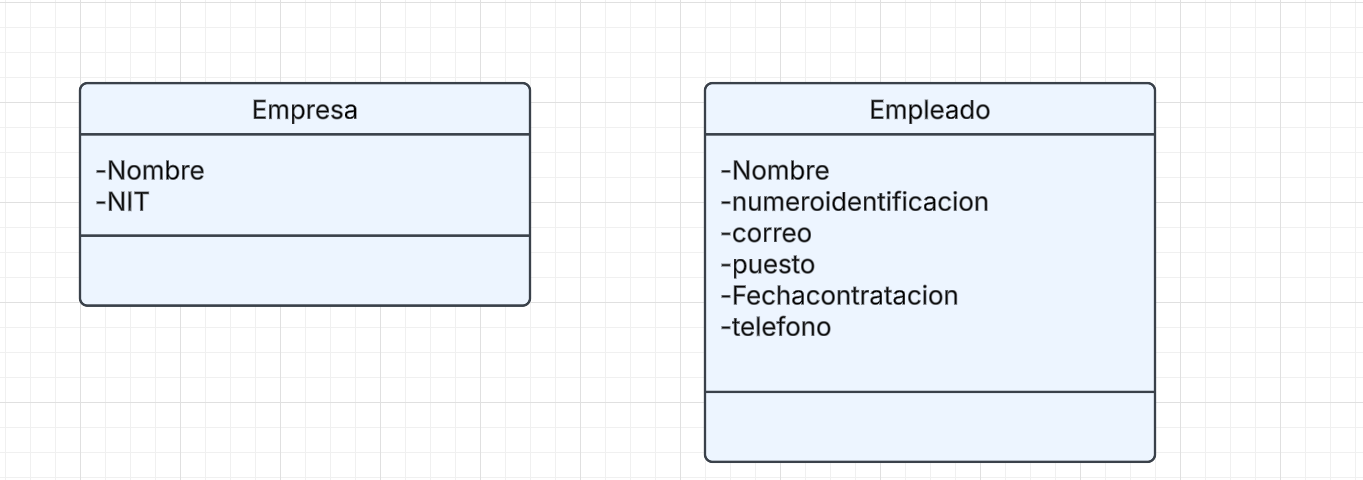 Empresa
-Nombre
-NIT
Empleado
-Nombre
-numeroidentificacion
-correo
-puesto
-Fechacontratacion
-telefono